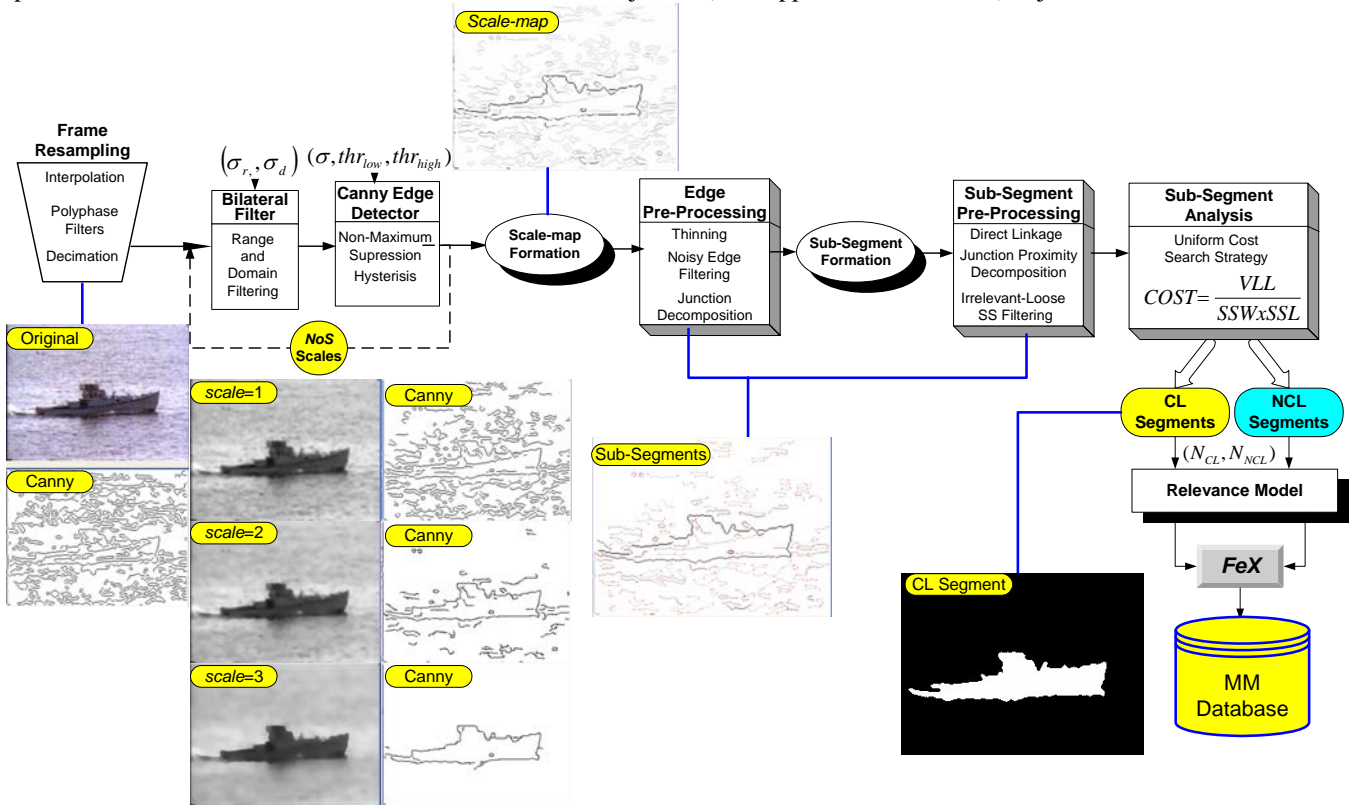 Scale-map
Frame
Resampling
Interpolation
Polyphase
Filters
Decimation
(σr,, σd)
(σ, thrlow, thrhigh)
Bilateral
Filter
Range
and
Domain
Filtering
Canny Edge
Detector
Non-Maximum
Supression
Hysterisis
NoS
Scales
Scale-map
Formation
Edge
Pre-Processing
Thinning
Noisy Edge
Filtering
Junction
Decomposition
Sub-Segment
Formation
Sub-Segment
Pre-Processing
Direct Linkage
Junction Proximity
Decomposition
Irrelevant-Loose
SS Filtering
Sub-Segment
Analysis
Uniform Cost
Search Strategy
COST= VLL
SSWxSSL
Original
Canny
scale=1
Canny
scale=2
Canny
scale=3
Canny
Sub-Segments
CL
Segments
NCL
Segments
(NCL, NNCL)
Relevance Model
FeX
CL Segment
MM
Database